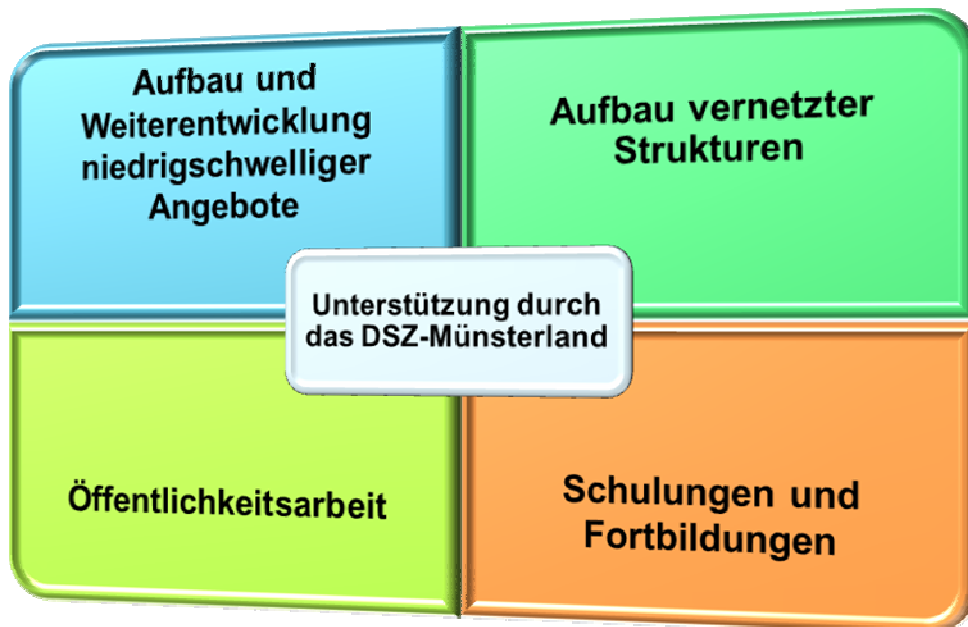 Aufbau und
Weiterentwicklung
niedrigschwelliger
Angebote
Aufbau vernetzter
Strukturen
Unterstützung durch
das DSZ-Münsterland
Öffentlichkeitsarbeit
Schulungen und
Fortbildungen